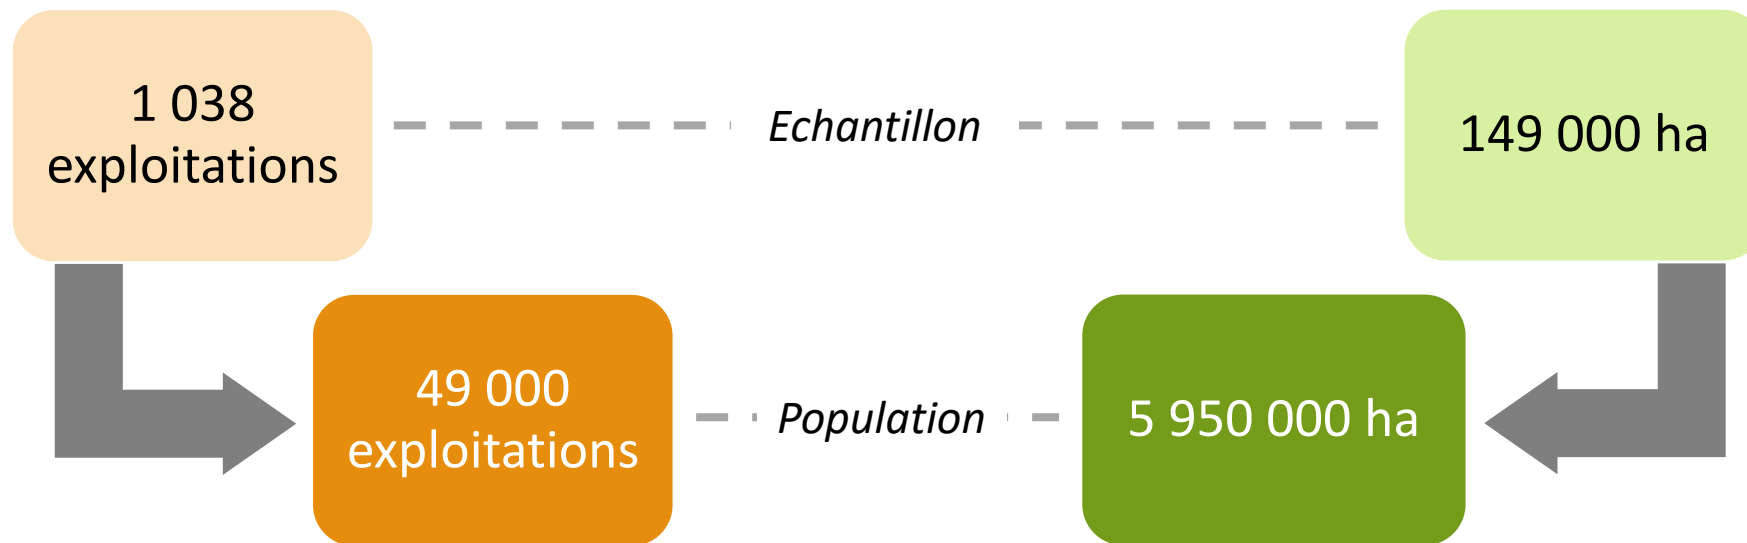 1 038
exploitations
Echantillon
149 000 ha
49 000
exploitations
Population
5 950 000 ha